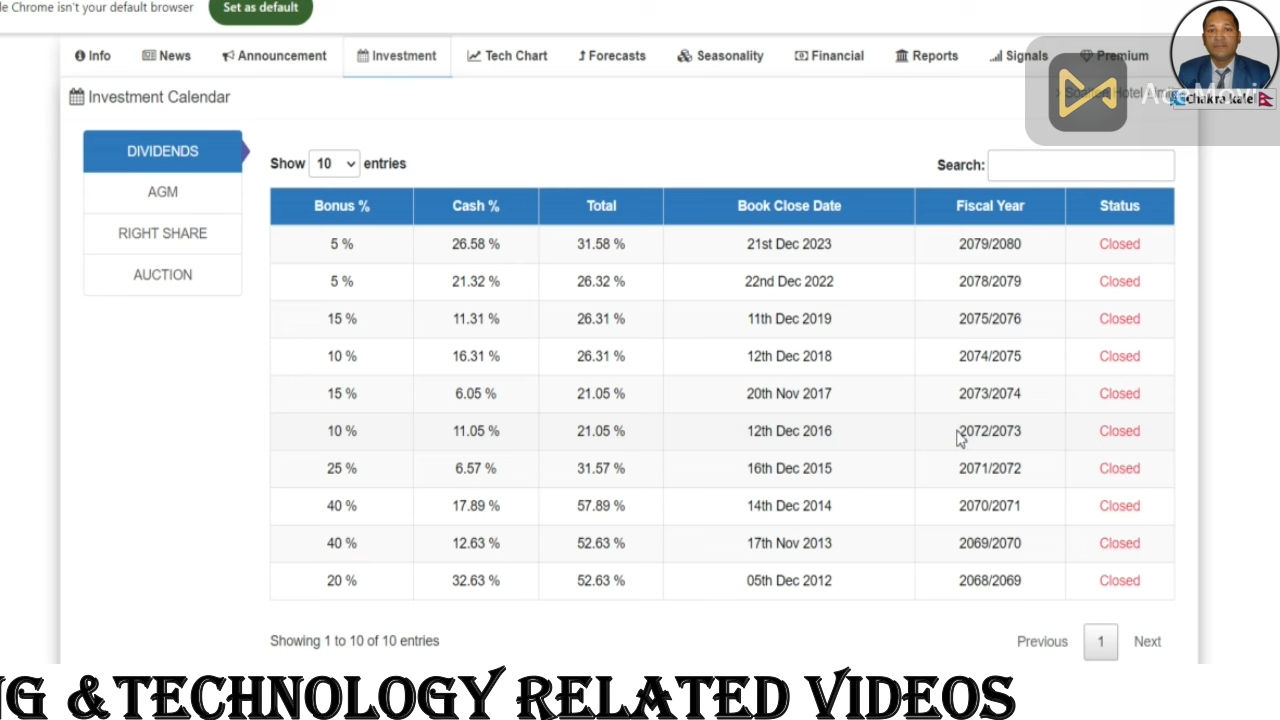 le Chrome isn't your default browser
Set as default
Info News Announcement Investment Tech Chart Forecasts Seasonality Financial Reports Signals Premium
Investment Calendar
Chakra Katel
DIVIDENDS
AGM
RIGHT SHARE
AUCTION
Show 10 entries
Search:
Bonus % Cash % Total Book Close Date Fiscal Year Status
5 % 26.58 % 31.58 % 21st Dec 2023 2079/2080 Closed
5 % 21.32 % 26.32 % 22nd Dec 2022 2078/2079 Closed
15 % 11.31 % 26.31 % 11th Dec 2019 2075/2076 Closed
10 % 16.31 % 26.31 % 12th Dec 2018 2074/2075 Closed
15 % 6.05 % 21.05 % 20th Nov 2017 2073/2074 Closed
10 % 11.05 % 21.05 % 12th Dec 2016 2072/2073 Closed
25 % 6.57 % 31.57 % 16th Dec 2015 2071/2072 Closed
40 % 17.89 % 57.89 % 14th Dec 2014 2070/2071 Closed
40 % 12.63 % 52.63 % 17th Nov 2013 2069/2070 Closed
20 % 32.63 % 52.63 % 05th Dec 2012 2068/2069 Closed
Showing 1 to 10 of 10 entries
Previous 1 Next
NG &TECHNOLOGY RELATED VIDEOS